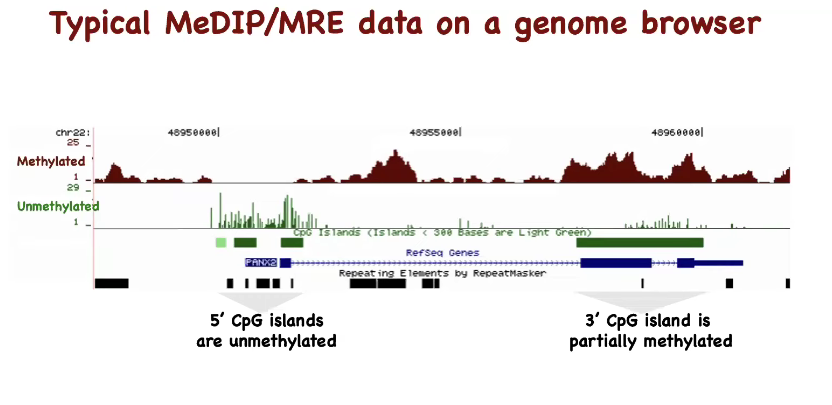 Typical MeDIP/MRE data on a genome browser
chr22: 48950000| 48955000| 48960000|
25 _
Methylated
1 _
29 _
Unmethylated
1 _
CpG Islands (Islands < 300 Bases are Light Green)
RefSeq Genes
PANX2
Repeating Elements by RepeatMasker
5' CpG islands
are unmethylated
3' CpG island is
partially methylated